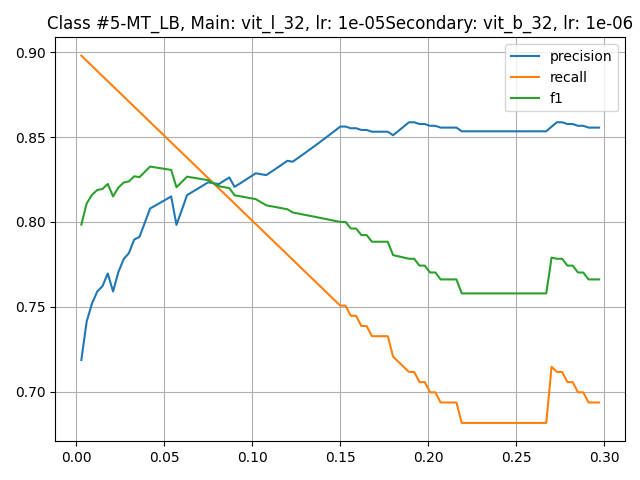 Class #5-MT_LB, Main: vit_l_32, lr: 1e-05Secondary: vit_b_32, lr: 1e-06
precision
recall
f1
0.90
0.85
0.80
0.75
0.70
0.00 0.05 0.10 0.15 0.20 0.25 0.30